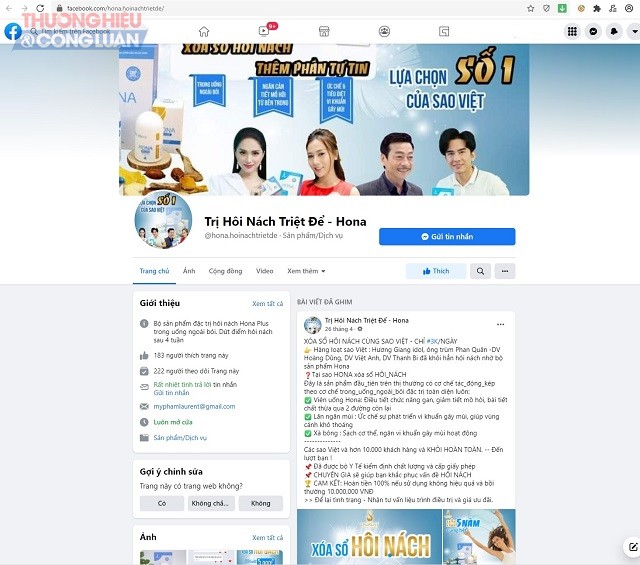 facebook.com/hona.hoinachtrietde/
THƯƠNGHIỆU
&CÔNGLUẬN
Tìm kiếm trên Facebook
9+
XÓA SỔ HÔI NÁCH
THÊM PHẦN TỰ TIN
TRONG UỐNG
NGOÀI BÔI
NGĂN CẢN
TIẾT MỒ HÔI
TỪ BÊN TRONG
ỨC CHẾ &
TIÊU DIỆT
VI KHUẨN
GÂY MÙI
LỰA CHỌN SỐ 1
CỦA SAO VIỆT
HONA
Trị Hôi Nách Triệt Để - Hona
@hona.hoinachtrietde · Sản phẩm/Dịch vụ
Gửi tin nhắn
Trang chủ
Ảnh
Cộng đồng
Video
Xem thêm
Thích
Giới thiệu
Xem tất cả
Bộ sản phẩm đặc trị hôi nách Hona Plus
trong uống ngoài bôi. Dứt điểm hôi nách
sau 4 tuần
183 người thích trang này
222 người theo dõi Trang này
Rất nhiệt tình trả lời tin nhắn
Gửi tin nhắn
myphamlaurent@gmail.com
Luôn mở cửa
Sản phẩm/Dịch vụ
Gợi ý chỉnh sửa
Trang này có trang web không?
Có
Không chắ...
Không
Ảnh
Xem tất cả
BÀI VIẾT ĐÃ GHIM
Trị Hôi Nách Triệt Để - Hona
26 tháng 4 ·
XÓA SỔ HÔI NÁCH CÙNG SAO VIỆT - CHỈ #3K/NGÀY
👉 Hàng loạt sao Việt : Hương Giang idol, ông trùm Phan Quân -DV
Hoàng Dũng, DV Việt Anh, DV Thanh Bi đã khỏi hẳn hôi nách nhờ bộ
sản phẩm Hona
❓Tại sao HONA xóa sổ HÔI_NÁCH
Đây là sản phẩm đầu_tiên trên thị thường có cơ chế tác_động_kép
theo cơ chế trong_uống_ngoài_bôi đặc trị toàn diện luôn:
✅ Viên uống Hona: Điều tiết chức năng gan, giảm tiết mồ hôi, bài tiết
chất thừa qua 2 đường còn lại
✅ Lăn ngăn mùi : Ức chế sự phát triển vi khuẩn gây mùi, giúp vùng
cánh khô thoáng
✅ Xà bông : Sạch cơ thể, ngăn vi khuẩn gây mùi hoạt động
--------------
Các sao Việt và hơn 10.000 khách hàng và KHỎI HOÀN TOÀN. -- Đến
lượt bạn !
📌 Đã được bộ Y Tế kiểm định chất lượng và cấp giấy phép
📌 CHUYÊN GIA sẽ giúp bạn khắc phục vấn đề HÔI NÁCH
🏆 CAM KẾT: Hoàn tiền 100% nếu sử dụng không hiệu quả và bồi
thường 10.000.000 VNĐ
>> Để lại tình trạng - Nhận tư vấn liệu trình điều trị và giá ưu đãi.
XÓA SỔ HÔI NÁCH